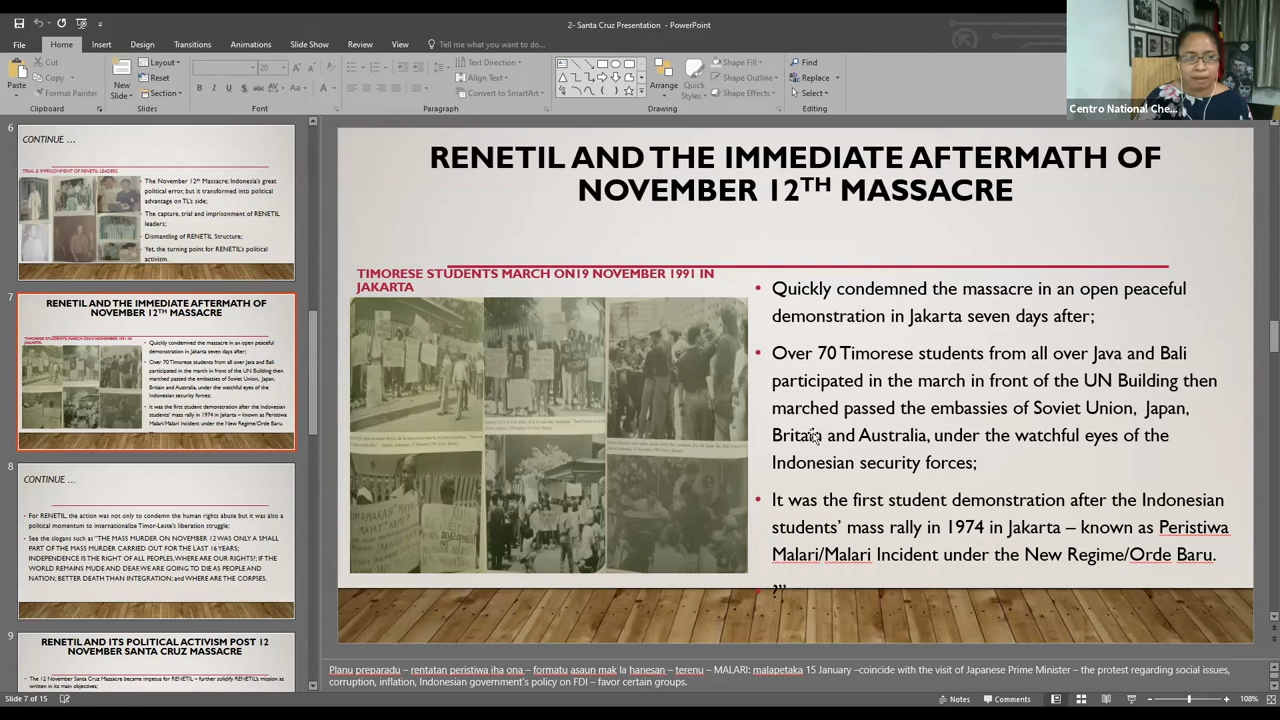 2- Santa Cruz Presentation - PowerPoint
File
Home
Insert
Design
Transitions
Animations
Slide Show
Review
View
Tell me what you want to do...
Paste
Cut
Copy
Format Painter
Clipboard
New
Slide
Layout
Reset
Section
Slides
20
Font
Text Direction
Align Text
Convert to SmartArt
Paragraph
Arrange
Quick
Styles
Shape Fill
Shape Outline
Shape Effects
Drawing
Find
Replace
Select
Editing
Centro National Che...
6
CONTINUE ...
TRIAL & IMPRISONMENT OF RENETIL LEADERS
The November 12th Massacre; Indonesia's great
political error, but it transformed into political
advantage on TL's side;
The capture, trial and imprisonment of RENETIL
leaders;
Dismantling of RENETIL Structure;
Yet, the turning point for RENETIL's political
activism.
7
RENETIL AND THE IMMEDIATE AFTERMATH OF
NOVEMBER 12TH MASSACRE
TIMORESE STUDENTS MARCH ON19 NOVEMBER 1991 IN
JAKARTA
Quickly condemned the massacre in an open peaceful
demonstration in Jakarta seven days after;
Over 70 Timorese students from all over Java and Bali
participated in the march in front of the UN Building then
marched passed the embassies of Soviet Union, Japan,
Britain and Australia, under the watchful eyes of the
Indonesian security forces;
It was the first student demonstration after the Indonesian
students' mass rally in 1974 in Jakarta – known as Peristiwa
Malari/Malari Incident under the New Regime/Orde Baru.
8
CONTINUE ...
For RENETIL, the action was not only to condemn the human rights abuse but it was also a
political momentum to internationalize Timor-Leste's liberation struggle;
See the slogans such as "THE MASS MURDER ON NOVEMBER 12 WAS ONLY A SMALL
PART OF THE MASS MURDER CARRIED OUT FOR THE LAST 16 YEARS;
INDEPENDENCE IS THE RIGHT OF ALL PEOPLES, WHERE ARE OUR RIGHTS?; IF THE
WORLD REMAINS MUDE AND DEAF, WE ARE GOING TO DIE AS PEOPLE AND
NATION; BETTER DEATH THAN INTEGRATION; and WHERE ARE THE CORPSES.
9
RENETIL AND ITS POLITICAL ACTIVISM POST 12
NOVEMBER SANTA CRUZ MASSACRE
The 12 November Santa Cruz Massacre became impetus for RENETIL – further solidify RENETIL's mission as
written in its main objectives;
RENETIL AND THE IMMEDIATE AFTERMATH OF
NOVEMBER 12TH MASSACRE
TIMORESE STUDENTS MARCH ON19 NOVEMBER 1991 IN
JAKARTA
• Quickly condemned the massacre in an open peaceful
demonstration in Jakarta seven days after;
• Over 70 Timorese students from all over Java and Bali
participated in the march in front of the UN Building then
marched passed the embassies of Soviet Union, Japan,
Britain and Australia, under the watchful eyes of the
Indonesian security forces;
• It was the first student demonstration after the Indonesian
students' mass rally in 1974 in Jakarta – known as Peristiwa
Malari/Malari Incident under the New Regime/Orde Baru.
• ?"
Planu preparadu – rentatan peristiwa iha ona – formatu asaun mak la hanesan – terenu – MALARI: malapetaka 15 January –coincide with the visit of Japanese Prime Minister – the protest regarding social issues,
corruption, inflation, Indonesian government's policy on FDI – favor certain groups.
Slide 7 of 15
Notes
Comments
108%